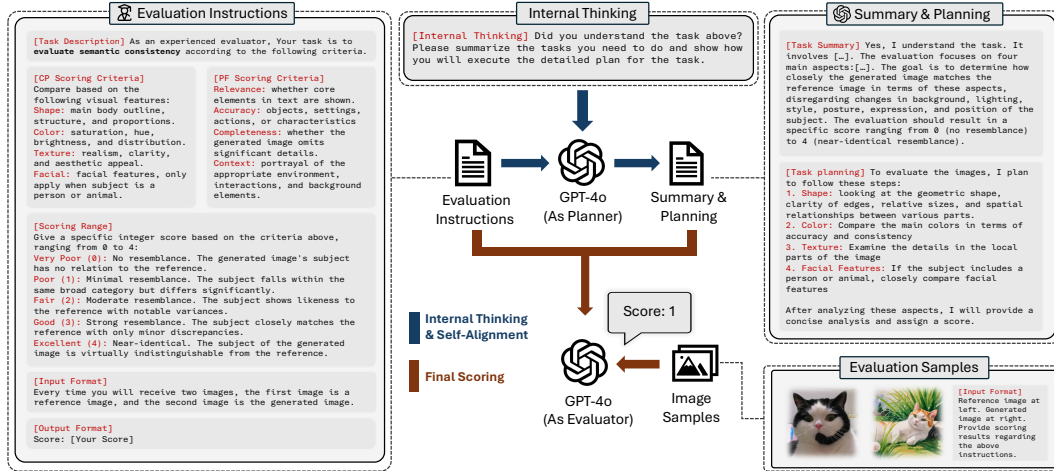 Evaluation Instructions
[Task Description] As an experienced evaluator, Your task is to
evaluate semantic consistency according to the following criteria.
[CP Scoring Criteria]
Compare based on the
following visual features:
Shape: main body outline,
structure, and proportions.
Color: saturation, hue,
brightness, and distribution.
Texture: realism, clarity,
and aesthetic appeal.
Facial: facial features, only
apply when subject is a
person or animal.
[PF Scoring Criteria]
Relevance: whether core
elements in text are shown.
Accuracy: objects, settings,
actions, or characteristics
Completeness: whether the
generated image omits
significant details.
Context: portrayal of the
appropriate environment,
interactions, and background
elements.
[Scoring Range]
Give a specific integer score based on the criteria above,
ranging from 0 to 4:
Very Poor (0): No resemblance. The generated image's subject
has no relation to the reference.
Poor (1): Minimal resemblance. The subject falls within the
same broad category but differs significantly.
Fair (2): Moderate resemblance. The subject shows likeness to
the reference with notable variances.
Good (3): Strong resemblance. The subject closely matches the
reference with only minor discrepancies.
Excellent (4): Near-identical. The subject of the generated
image is virtually indistinguishable from the reference.
[Input Format]
Every time you will receive two images, the first image is a
reference image, and the second image is the generated image.
[Output Format]
Score: [Your Score]
Internal Thinking
[Internal Thinking] Did you understand the task above?
Please summarize the tasks you need to do and show how
you will execute the detailed plan for the task.
Evaluation
Instructions
GPT-4o
(As Planner)
Summary &
Planning
Internal Thinking
& Self-Alignment
Final Scoring
Score: 1
GPT-4o
(As Evaluator)
Image
Samples
Summary & Planning
[Task Summary] Yes, I understand the task. It
involves […]. The evaluation focuses on four
main aspects:[…]. The goal is to determine how
closely the generated image matches the
reference image in terms of these aspects,
disregarding changes in background, lighting,
style, posture, expression, and position of the
subject. The evaluation should result in a
specific score ranging from 0 (no resemblance)
to 4 (near-identical resemblance).
[Task planning] To evaluate the images, I plan
to follow these steps:
1. Shape: looking at the geometric shape,
clarity of edges, relative sizes, and spatial
relationships between various parts.
2. Color: Compare the main colors in terms of
accuracy and consistency
3. Texture: Examine the details in the local
parts of the image
4. Facial Features: If the subject includes a
person or animal, closely compare facial
features
After analyzing these aspects, I will provide a
concise analysis and assign a score.
Evaluation Samples
[Input Format]
Reference image at
left. Generated
image at right.
Provide scoring
results regarding
the above
instructions.